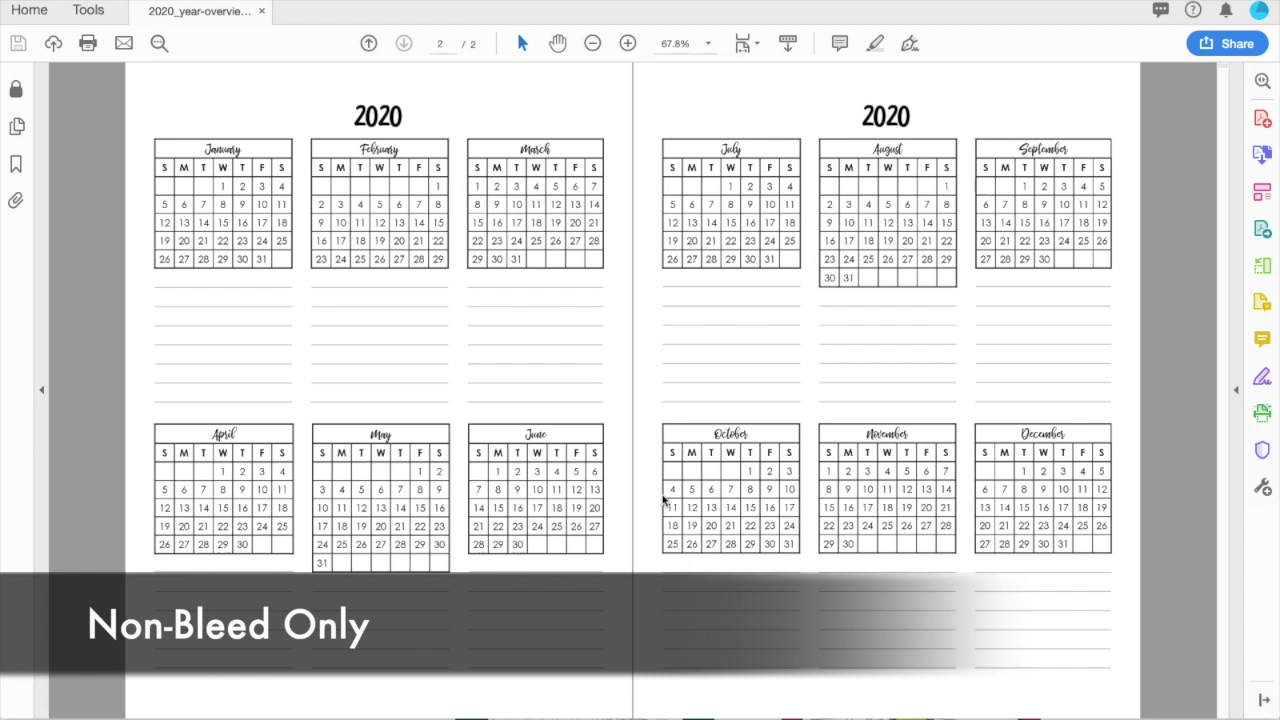 Home Tools 2020_year-overvie... ×
2 / 2 67.8% Share
2020
January February March
S M T W T F S S M T W T F S S M T W T F S
1 2 3 4 1 1 2 3 4 5 6 7
5 6 7 8 9 10 11 2 3 4 5 6 7 8 8 9 10 11 12 13 14
12 13 14 15 16 17 18 9 10 11 12 13 14 15 15 16 17 18 19 20 21
19 20 21 22 23 24 25 16 17 18 19 20 21 22 22 23 24 25 26 27 28
26 27 28 29 30 31 23 24 25 26 27 28 29 29 30 31
April May June
S M T W T F S S M T W T F S S M T W T F S
1 2 3 4 1 2 1 2 3 4 5 6
5 6 7 8 9 10 11 3 4 5 6 7 8 9 7 8 9 10 11 12 13
12 13 14 15 16 17 18 10 11 12 13 14 15 16 14 15 16 17 18 19 20
19 20 21 22 23 24 25 17 18 19 20 21 22 23 21 22 23 24 25 26 27
26 27 28 29 30 24 25 26 27 28 29 30 28 29 30
31
2020
July August September
S M T W T F S S M T W T F S S M T W T F S
1 2 3 4 1 1 2 3 4 5
5 6 7 8 9 10 11 2 3 4 5 6 7 8 6 7 8 9 10 11 12
12 13 14 15 16 17 18 9 10 11 12 13 14 15 13 14 15 16 17 18 19
19 20 21 22 23 24 25 16 17 18 19 20 21 22 20 21 22 23 24 25 26
26 27 28 29 30 31 23 24 25 26 27 28 29 27 28 29 30
30 31
October November December
S M T W T F S S M T W T F S S M T W T F S
1 2 3 1 2 3 4 5 6 7 1 2 3 4 5
4 5 6 7 8 9 10 8 9 10 11 12 13 14 6 7 8 9 10 11 12
11 12 13 14 15 16 17 15 16 17 18 19 20 21 13 14 15 16 17 18 19
18 19 20 21 22 23 24 22 23 24 25 26 27 28 20 21 22 23 24 25 26
25 26 27 28 29 30 31 29 30 27 28 29 30 31
Non-Bleed Only